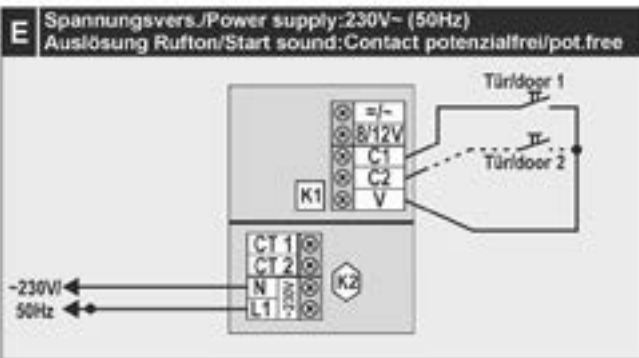 E
Spannungsvers./Power supply:230V~ (50Hz)
Auslösung Rufton/Start sound:Contact potenzialfrei/pot.free
Tür/door 1
=/~
8/12V
C1
C2
V
Tür/door 2
K1
CT 1
CT 2
N
L1
~230V
K2
~230V/
50Hz